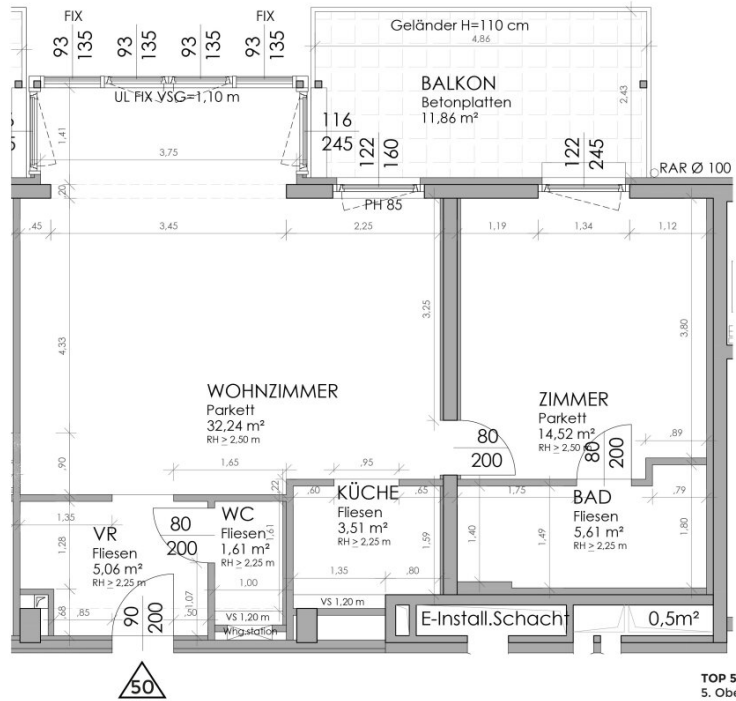 FIX
FIX
93
135
93
135
93
135
93
135
Geländer H=110 cm
4,86
BALKON
Betonplatten
11,86 m²
2,43
UL FIX VSG=1,10 m
1,41
3,75
116
245
122
160
122
245
RAR Ø 100
,20
PH 85
,45
3,45
2,25
1,19
1,34
1,12
3,25
3,80
4,33
WOHNZIMMER
Parkett
32,24 m²
RH ≥ 2,50 m
ZIMMER
Parkett
14,52 m²
RH ≥ 2,50 m
80
200
80
200
,89
,90
1,65
,95
,22
,60
,65
1,75
,79
KÜCHE
Fliesen
3,51 m²
RH ≥ 2,25 m
BAD
Fliesen
5,61 m²
RH ≥ 2,25 m
1,35
VR
Fliesen
5,06 m²
RH ≥ 2,25 m
80
200
WC
Fliesen
1,61 m²
RH ≥ 2,25 m
1,61
1,28
1,59
1,40
1,49
1,80
1,00
1,35
,80
1,07
,68
,85
90
200
,50
VS 1,20 m
VS 1,20 m
Whg.station
E-Install.Schacht
0,5m²
50
TOP 5
5. Obe